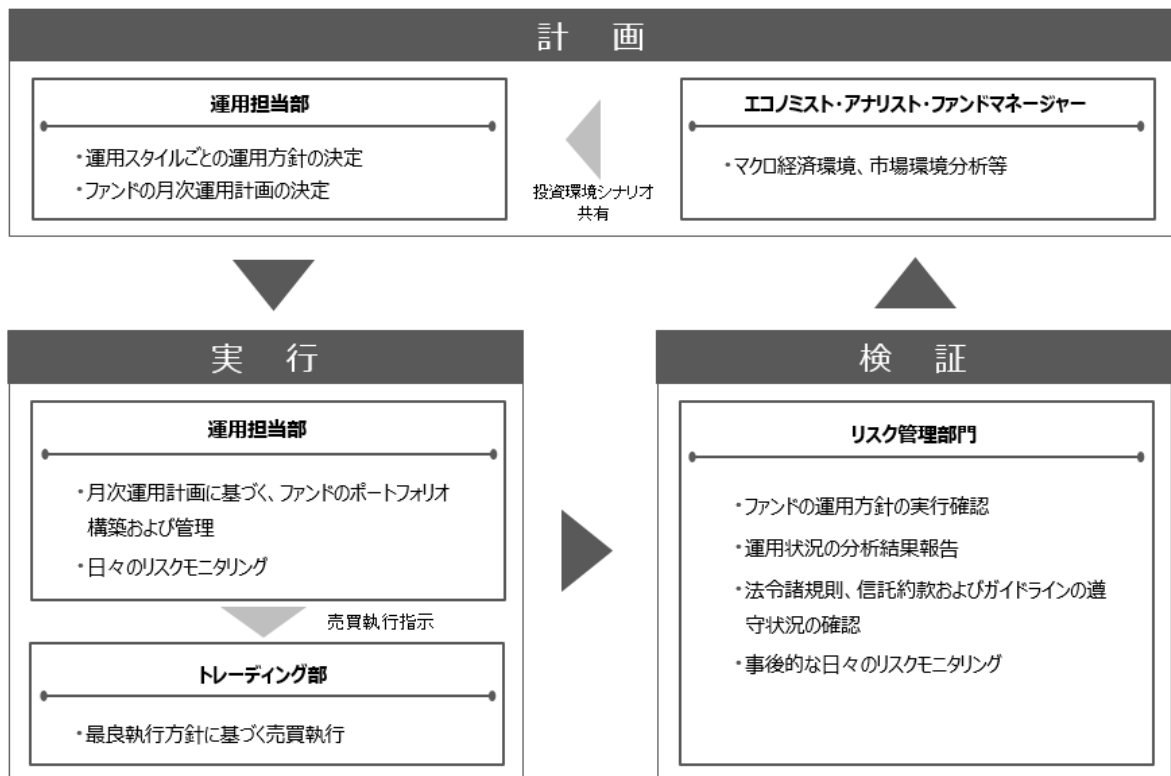 計 画
運用担当部
・運用スタイルごとの運用方針の決定
・ファンドの月次運用計画の決定
投資環境シナリオ
共有
エコノミスト・アナリスト・ファンドマネージャー
・マクロ経済環境、市場環境分析等
実 行
運用担当部
・月次運用計画に基づく、ファンドのポートフォリオ
構築および管理
・日々のリスクモニタリング
売買執行指示
トレーディング部
・最良執行方針に基づく売買執行
検 証
リスク管理部門
・ファンドの運用方針の実行確認
・運用状況の分析結果報告
・法令諸規則、信託約款およびガイドラインの遵
守状況の確認
・事後的な日々のリスクモニタリング